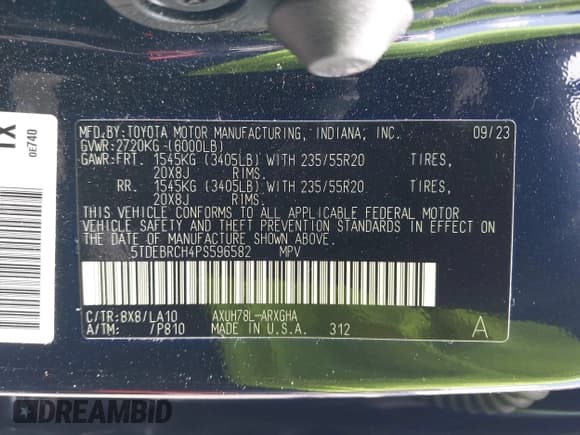 MFD.BY:TOYOTA MOTOR MANUFACTURING, INDIANA, INC. 09/23
GVWR:2720KG (6000LB)
GAWR:FRT. 1545KG (3405LB) WITH 235/55R20 TIRES,
20X8J RIMS.
RR. 1545KG (3405LB) WITH 235/55R20 TIRES,
20X8J RIMS.
THIS VEHICLE CONFORMS TO ALL APPLICABLE FEDERAL MOTOR
VEHICLE SAFETY AND THEFT PREVENTION STANDARDS IN EFFECT ON
THE DATE OF MANUFACTURE SHOWN ABOVE.
5TDEBRCH4PS596582 MPV
C/TR:8X8/LA10 AXUH78L-ARXGHA
A/TM: /P810 MADE IN U.S.A. 312 A
1X
0E740
DREAMBID